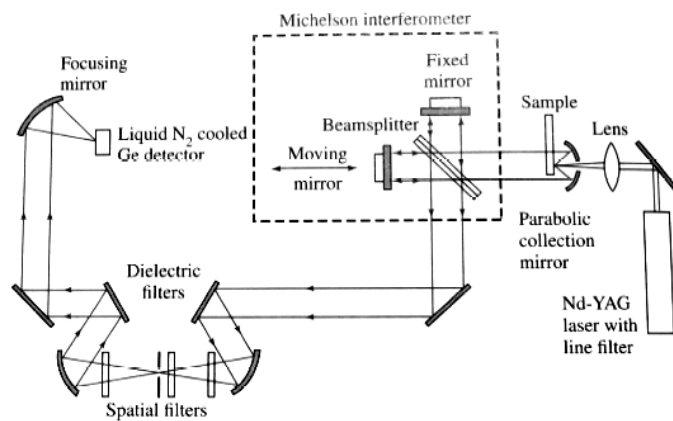 Michelson interferometer
Focusing
mirror
Fixed
mirror
Sample
Beamsplitter
Lens
Liquid N2 cooled
Ge detector
Moving
mirror
Parabolic
collection
mirror
Dielectric
filters
Nd-YAG
laser with
line filter
Spatial filters